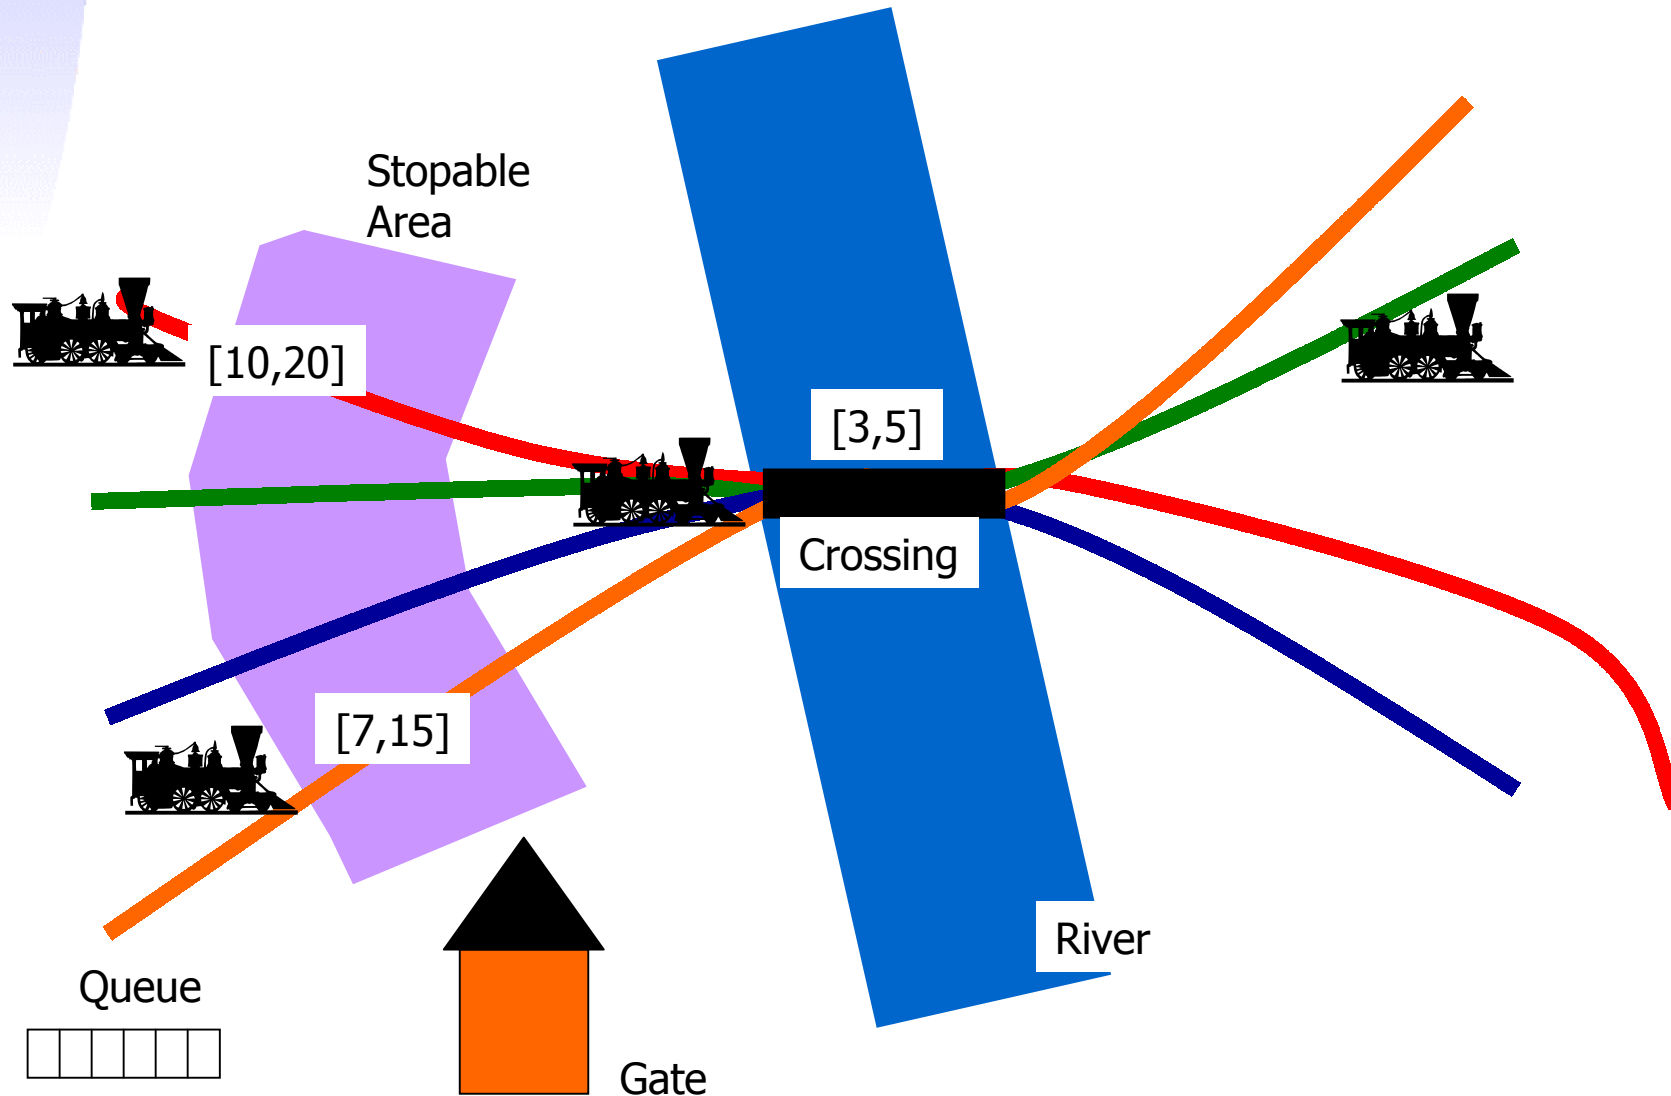 Stopable
Area
[10,20]
[3,5]
Crossing
[7,15]
River
Queue
Gate